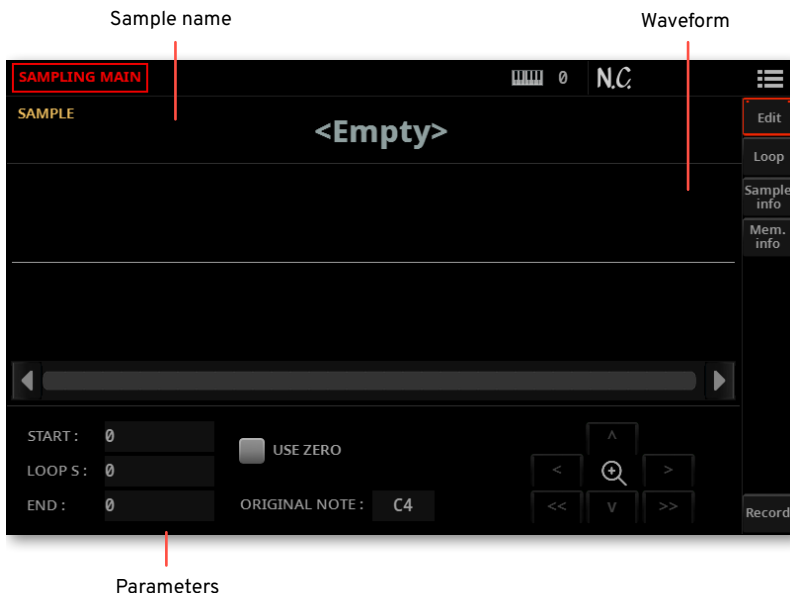 Sample name
Waveform
SAMPLING MAIN
0
N.C.
SAMPLE
<Empty>
Edit
Loop
Sample
info
Mem.
info
START :
0
USE ZERO
LOOP S :
0
END :
0
ORIGINAL NOTE :
C4
<
>
<<
>>
Record
Parameters